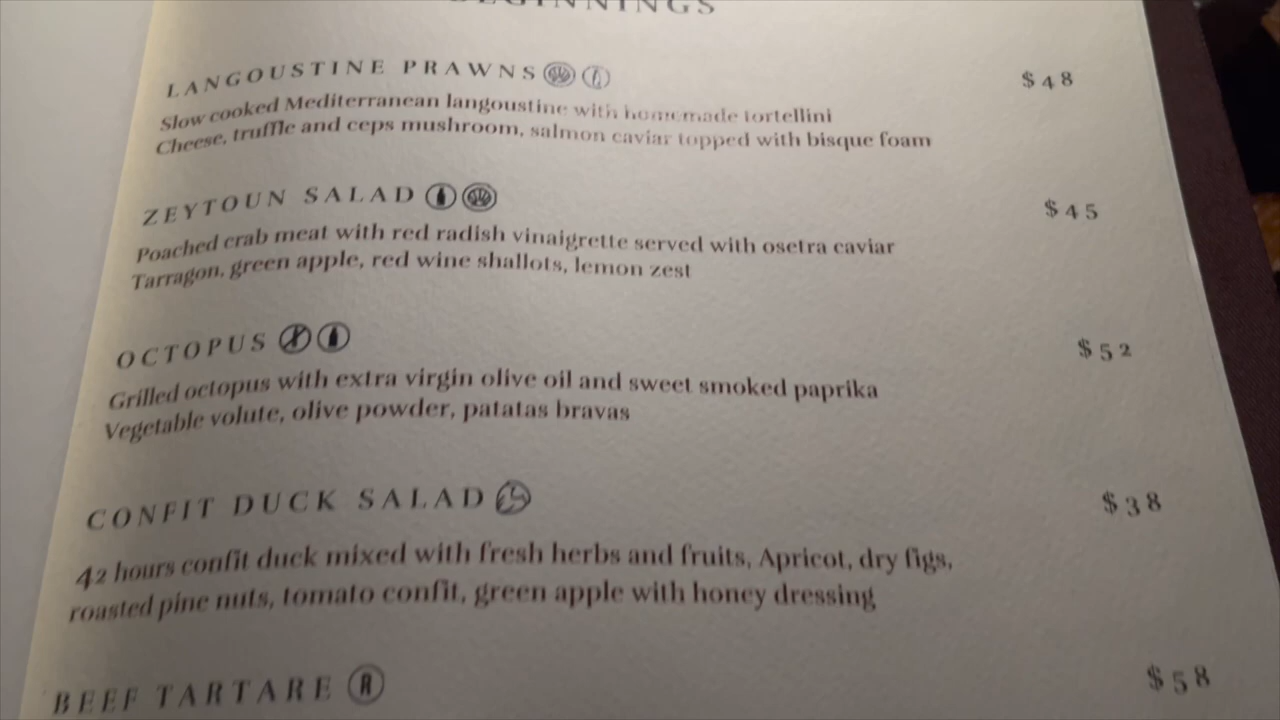 BEGINNINGS
LANGOUSTINE PRAWNS $48
Slow cooked Mediterranean langoustine with homemade tortellini
Cheese, truffle and ceps mushroom, salmon caviar topped with bisque foam
ZEYTOUN SALAD $45
Poached crab meat with red radish vinaigrette served with osetra caviar
Tarragon, green apple, red wine shallots, lemon zest
OCTOPUS $52
Grilled octopus with extra virgin olive oil and sweet smoked paprika
Vegetable volute, olive powder, patatas bravas
CONFIT DUCK SALAD $38
42 hours confit duck mixed with fresh herbs and fruits, Apricot, dry figs,
roasted pine nuts, tomato confit, green apple with honey dressing
BEEF TARTARE R $58